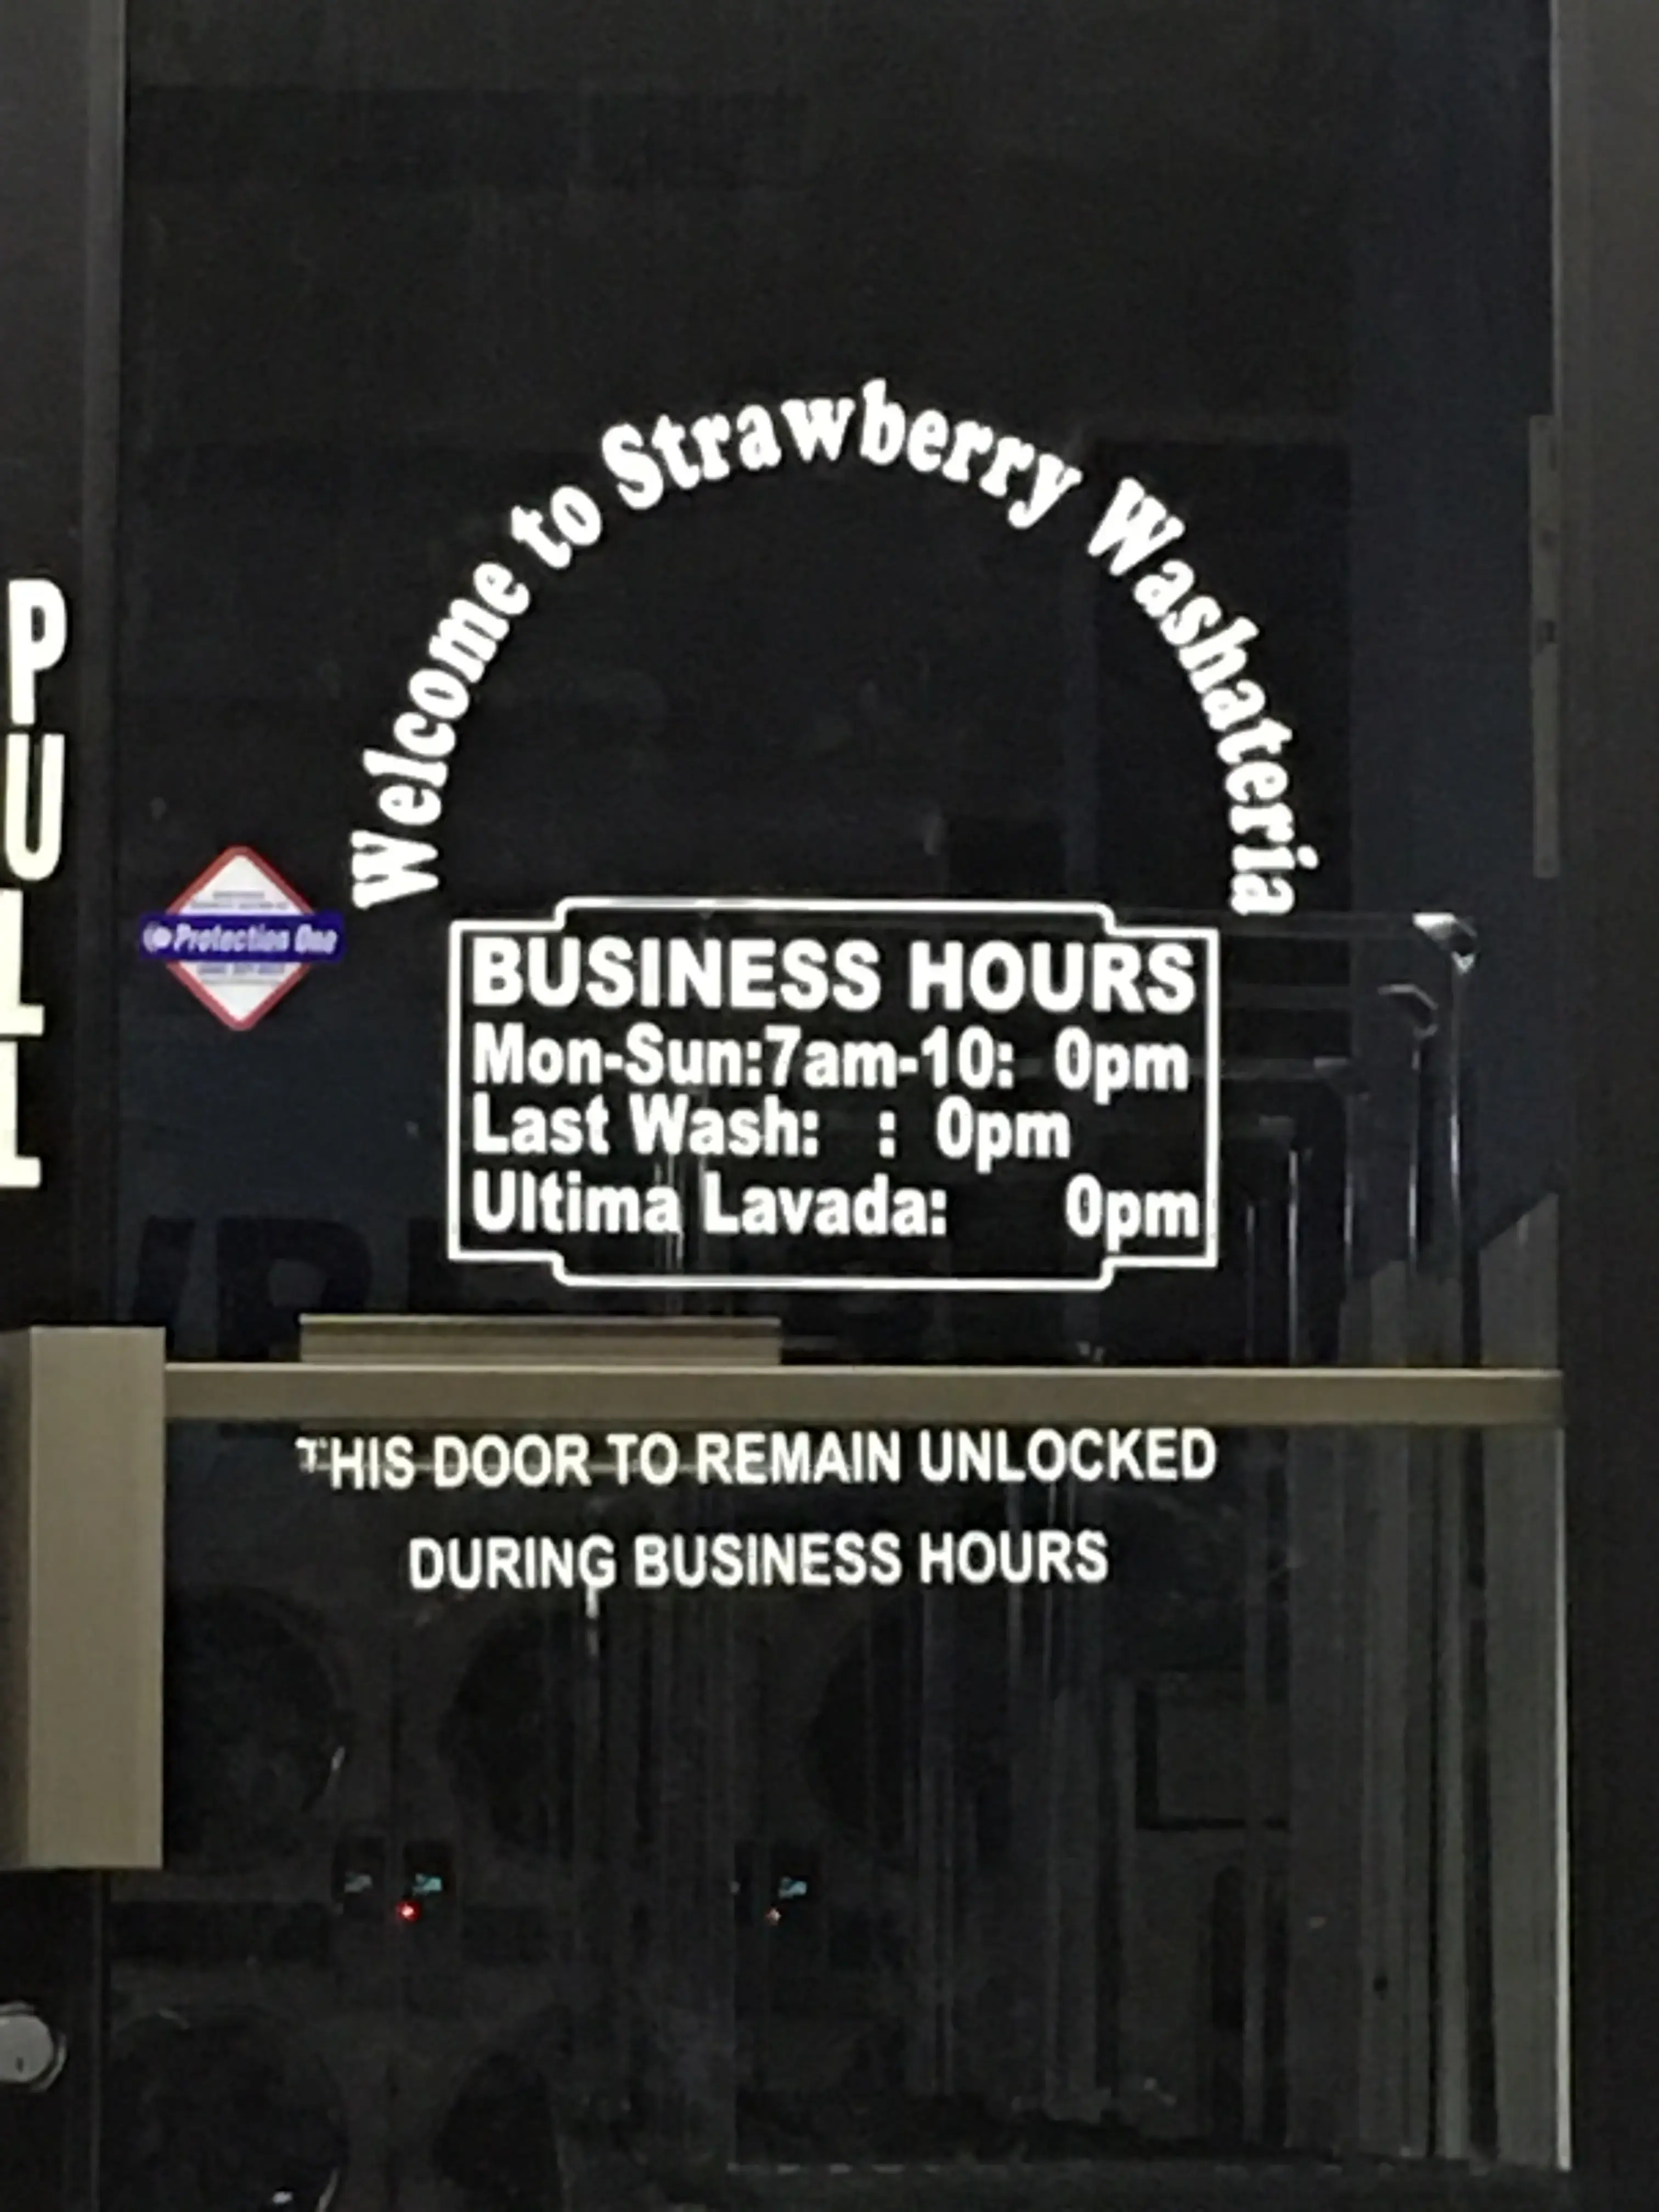 Welcome to Strawberry Washateria
PULL
Protection One
BUSINESS HOURS
Mon-Sun:7am-10: 0pm
Last Wash: : 0pm
Ultima Lavada: 0pm
THIS DOOR TO REMAIN UNLOCKED
DURING BUSINESS HOURS